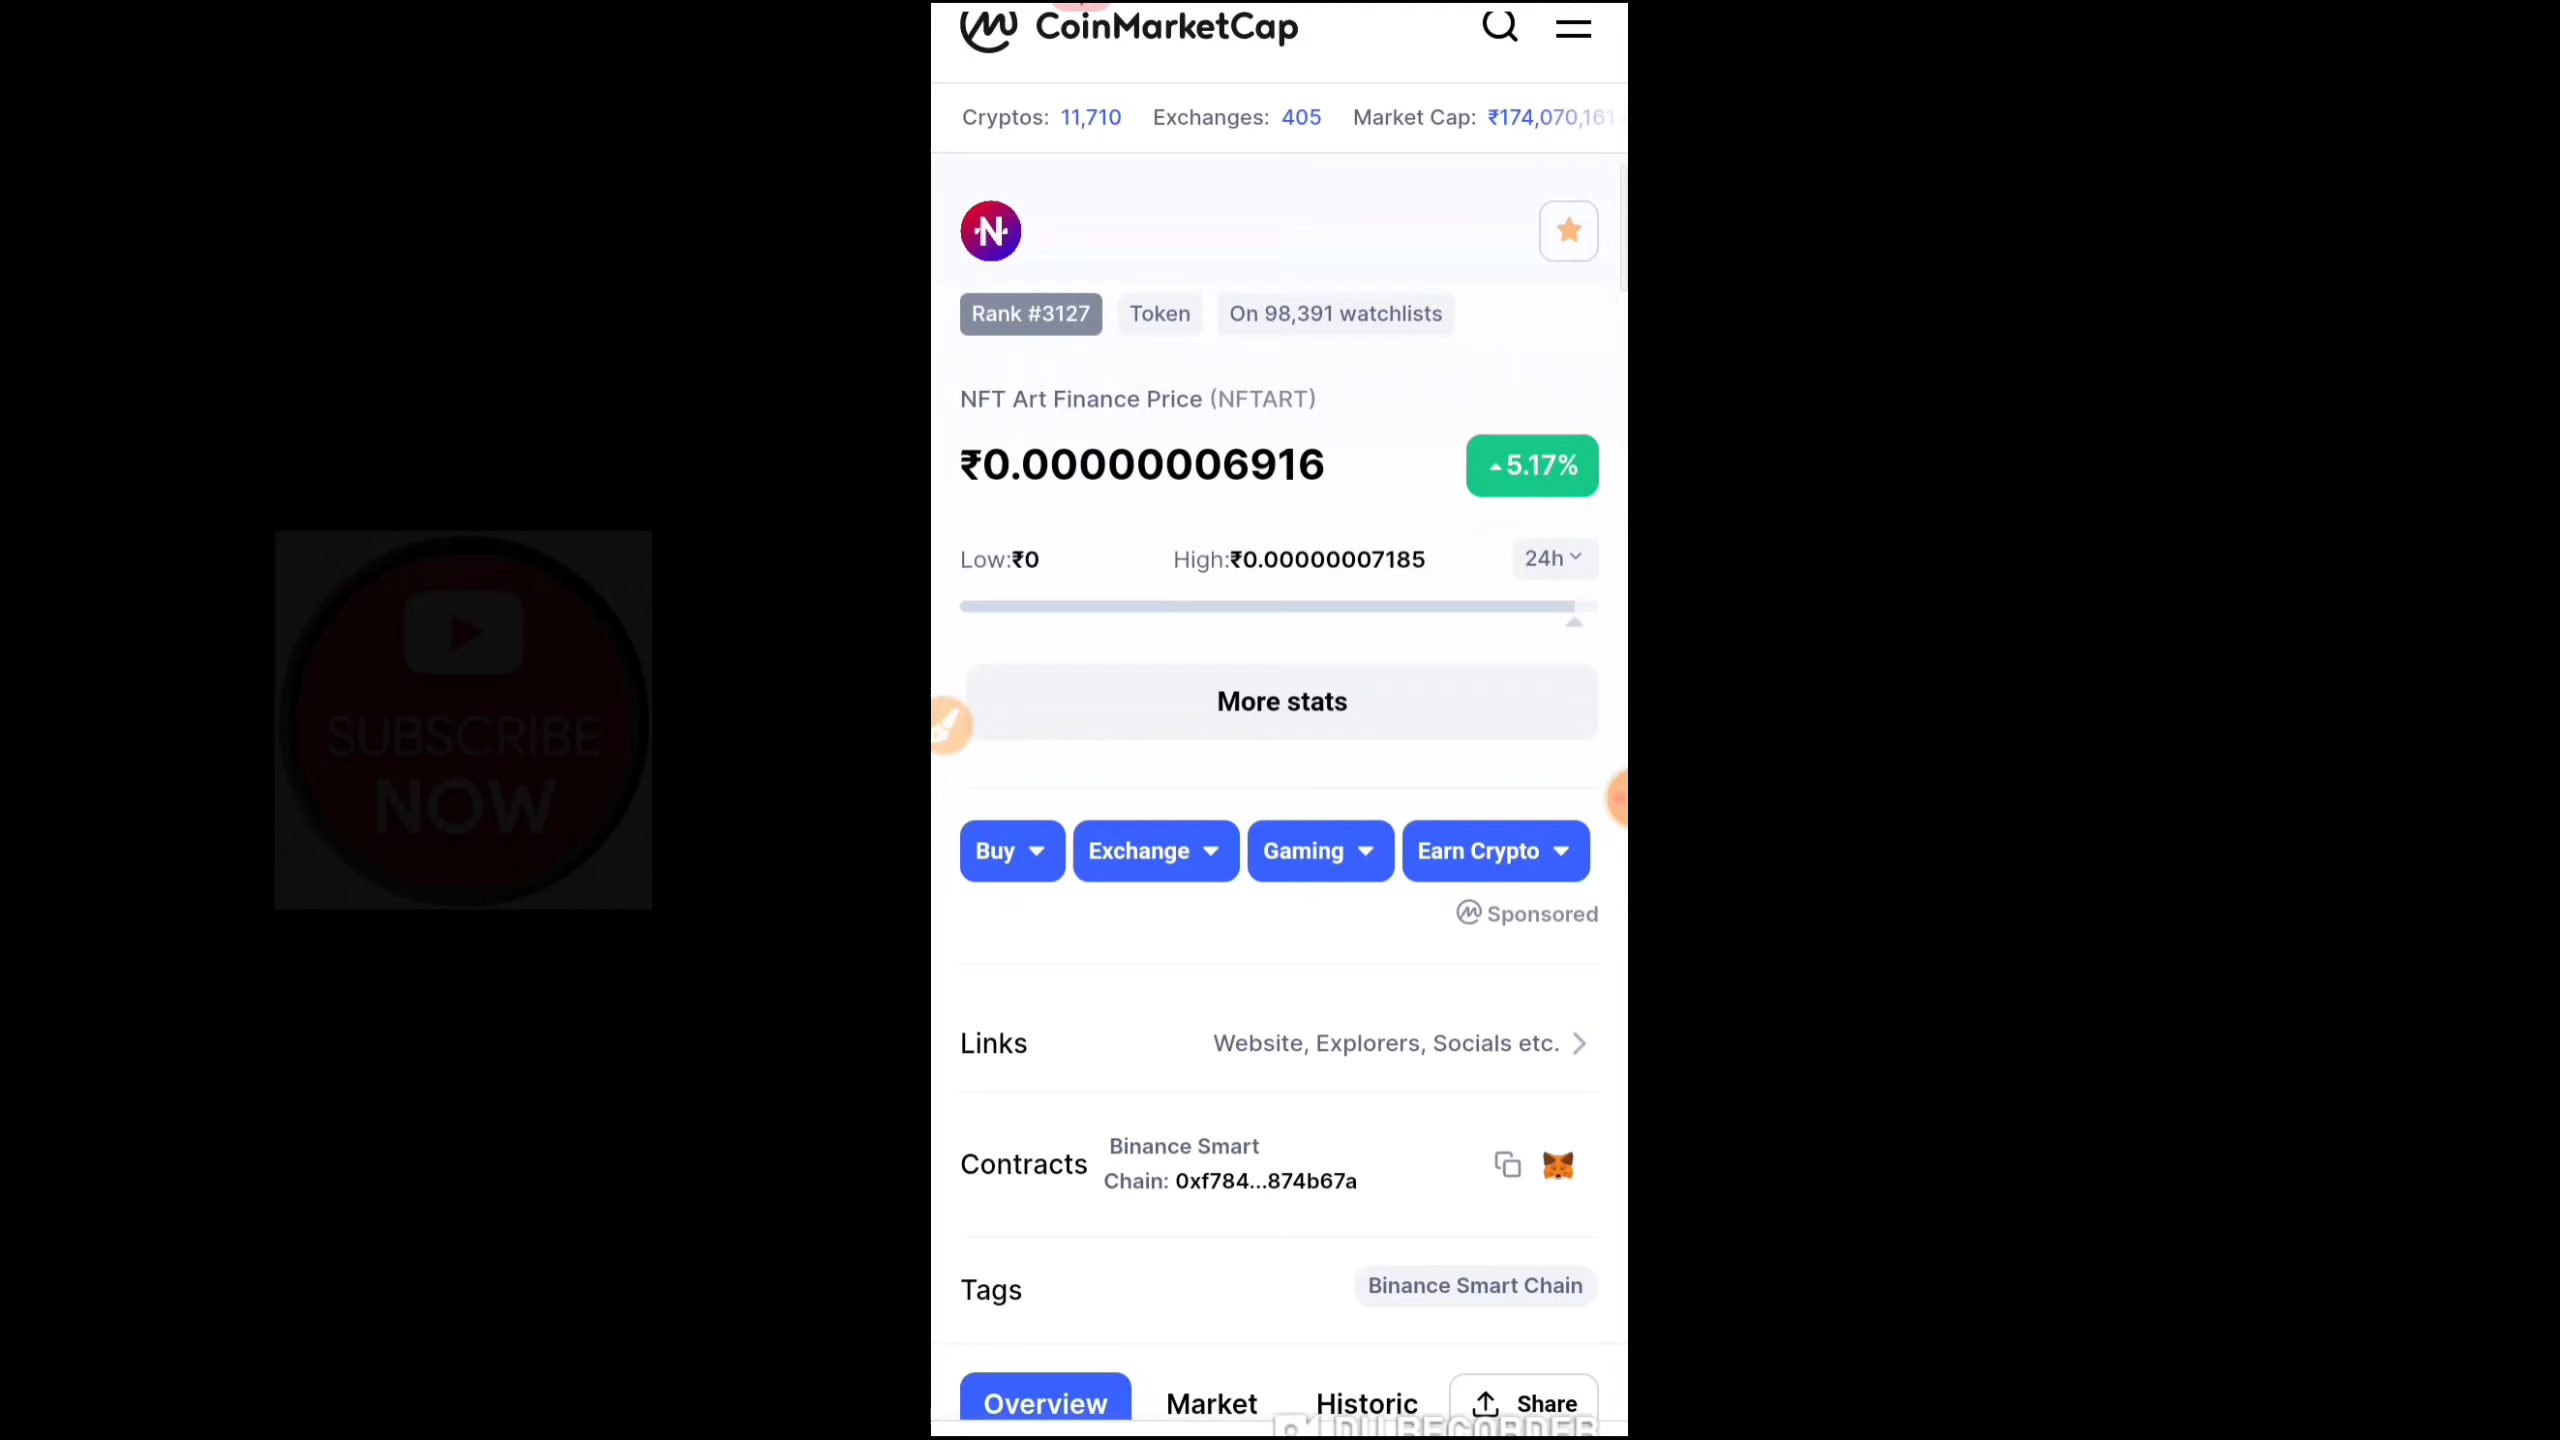 CoinMarketCap
Cryptos: 11,710 Exchanges: 405 Market Cap: ₹174,070,161
N
Rank #3127 Token On 98,391 watchlists
NFT Art Finance Price (NFTART)
₹0.00000006916 5.17%
Low:₹0 High:₹0.00000007185 24h
More stats
SUBSCRIBE
NOW
Buy Exchange Gaming Earn Crypto
Sponsored
Links Website, Explorers, Socials etc.
Contracts Binance Smart
Chain: 0xf784...874b67a
Tags Binance Smart Chain
Overview Market Historic Share
DU RECORDER